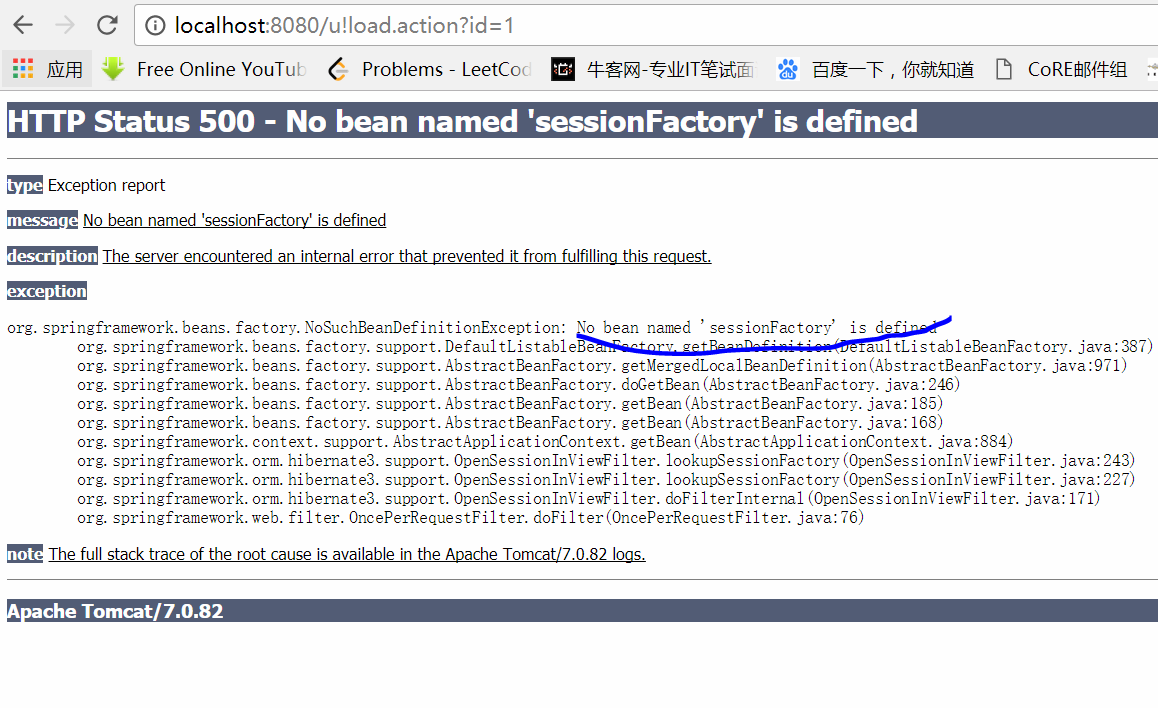 localhost:8080/u!load.action?id=1
应用 Free Online YouTub Problems - LeetCod 牛客网-专业IT笔试面 百度一下，你就知道 CoRE邮件组
HTTP Status 500 - No bean named 'sessionFactory' is defined
type Exception report
message No bean named 'sessionFactory' is defined
description The server encountered an internal error that prevented it from fulfilling this request.
exception
org.springframework.beans.factory.NoSuchBeanDefinitionException: No bean named 'sessionFactory' is defined
org.springframework.beans.factory.support.DefaultListableBeanFactory.getBeanDefinition(DefaultListableBeanFactory.java:387)
org.springframework.beans.factory.support.AbstractBeanFactory.getMergedLocalBeanDefinition(AbstractBeanFactory.java:971)
org.springframework.beans.factory.support.AbstractBeanFactory.doGetBean(AbstractBeanFactory.java:246)
org.springframework.beans.factory.support.AbstractBeanFactory.getBean(AbstractBeanFactory.java:185)
org.springframework.beans.factory.support.AbstractBeanFactory.getBean(AbstractBeanFactory.java:168)
org.springframework.context.support.AbstractApplicationContext.getBean(AbstractApplicationContext.java:884)
org.springframework.orm.hibernate3.support.OpenSessionInViewFilter.lookupSessionFactory(OpenSessionInViewFilter.java:243)
org.springframework.orm.hibernate3.support.OpenSessionInViewFilter.lookupSessionFactory(OpenSessionInViewFilter.java:227)
org.springframework.orm.hibernate3.support.OpenSessionInViewFilter.doFilterInternal(OpenSessionInViewFilter.java:171)
org.springframework.web.filter.OncePerRequestFilter.doFilter(OncePerRequestFilter.java:76)
note The full stack trace of the root cause is available in the Apache Tomcat/7.0.82 logs.
Apache Tomcat/7.0.82